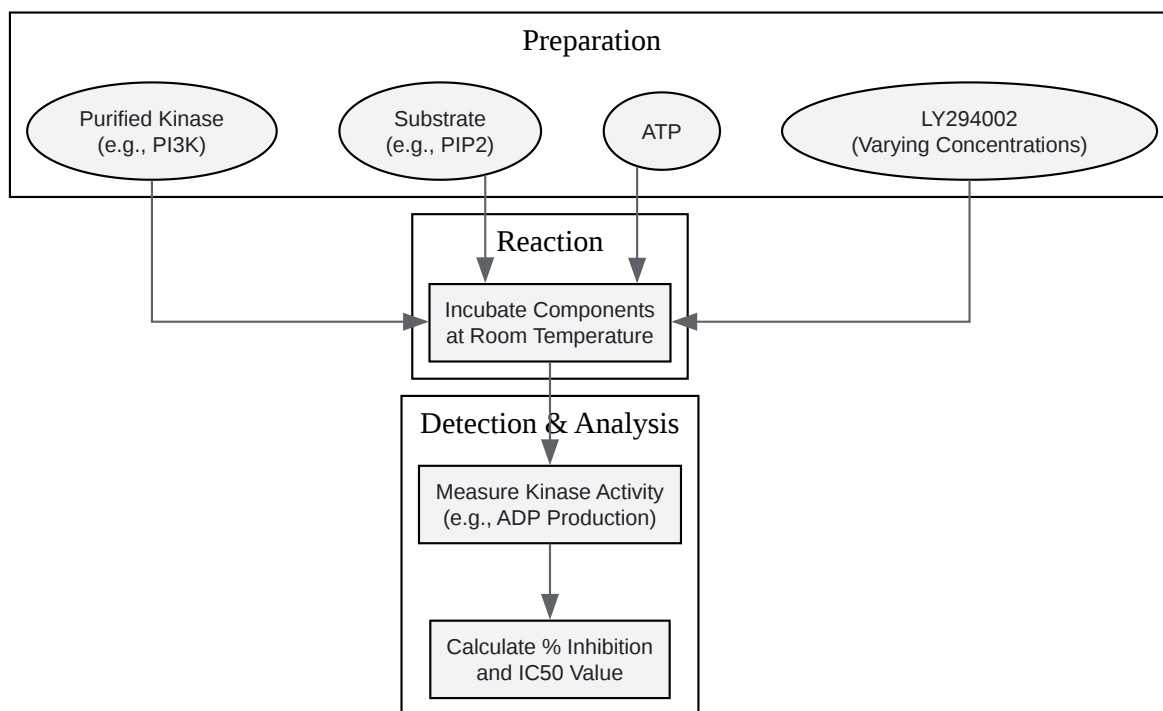 Preparation
Purified Kinase
(e.g., PI3K)
Substrate
(e.g., PIP2)
ATP
LY294002
(Varying Concentrations)
Reaction
Incubate Components
at Room Temperature
Detection & Analysis
Measure Kinase Activity
(e.g., ADP Production)
Calculate % Inhibition
and IC50 Value